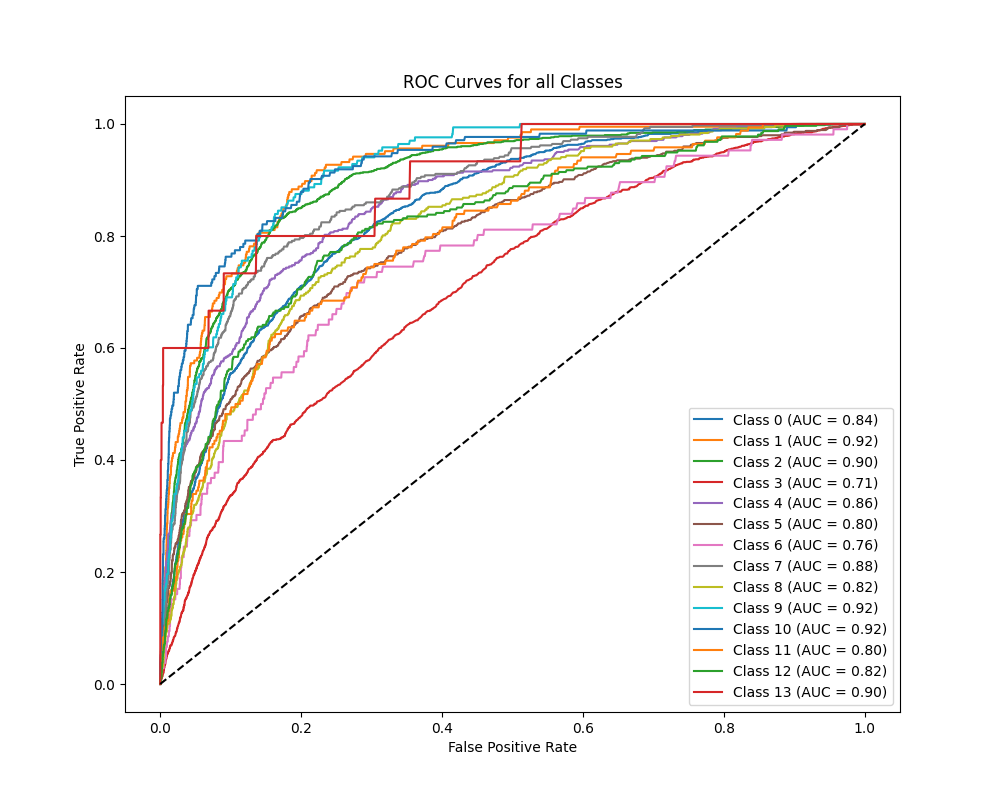 ROC Curves for all Classes
True Positive Rate
1.0
0.8
0.6
0.4
0.2
0.0
Class 0 (AUC = 0.84)
Class 1 (AUC = 0.92)
Class 2 (AUC = 0.90)
Class 3 (AUC = 0.71)
Class 4 (AUC = 0.86)
Class 5 (AUC = 0.80)
Class 6 (AUC = 0.76)
Class 7 (AUC = 0.88)
Class 8 (AUC = 0.82)
Class 9 (AUC = 0.92)
Class 10 (AUC = 0.92)
Class 11 (AUC = 0.80)
Class 12 (AUC = 0.82)
Class 13 (AUC = 0.90)
0.0 0.2 0.4 0.6 0.8 1.0
False Positive Rate